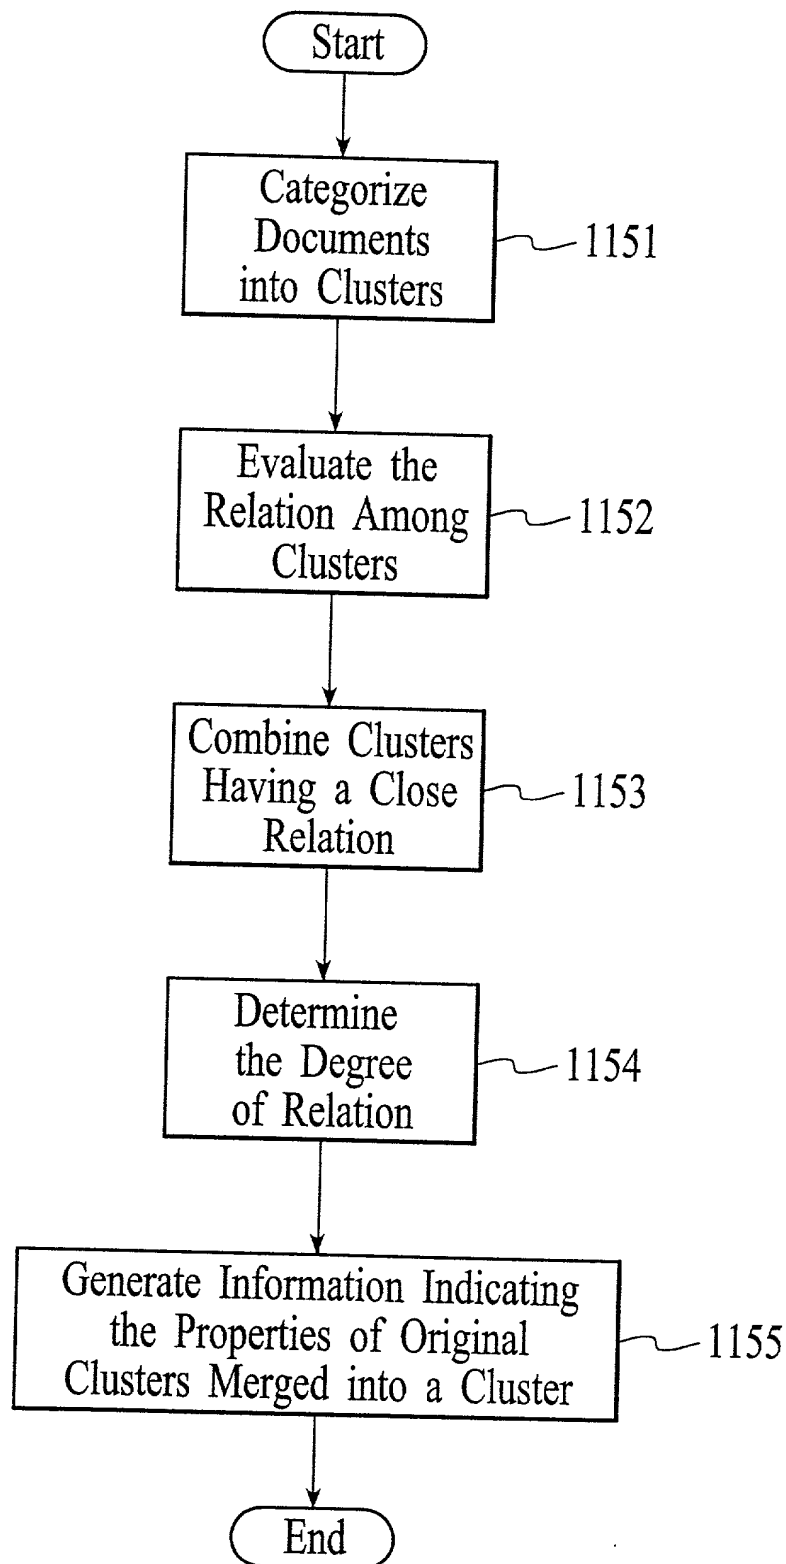 Start
Categorize
Documents
into Clusters
1151
Evaluate the
Relation Among
Clusters
1152
Combine Clusters
Having a Close
Relation
1153
Determine
the Degree
of Relation
1154
Generate Information Indicating
the Properties of Original
Clusters Merged into a Cluster
1155
End